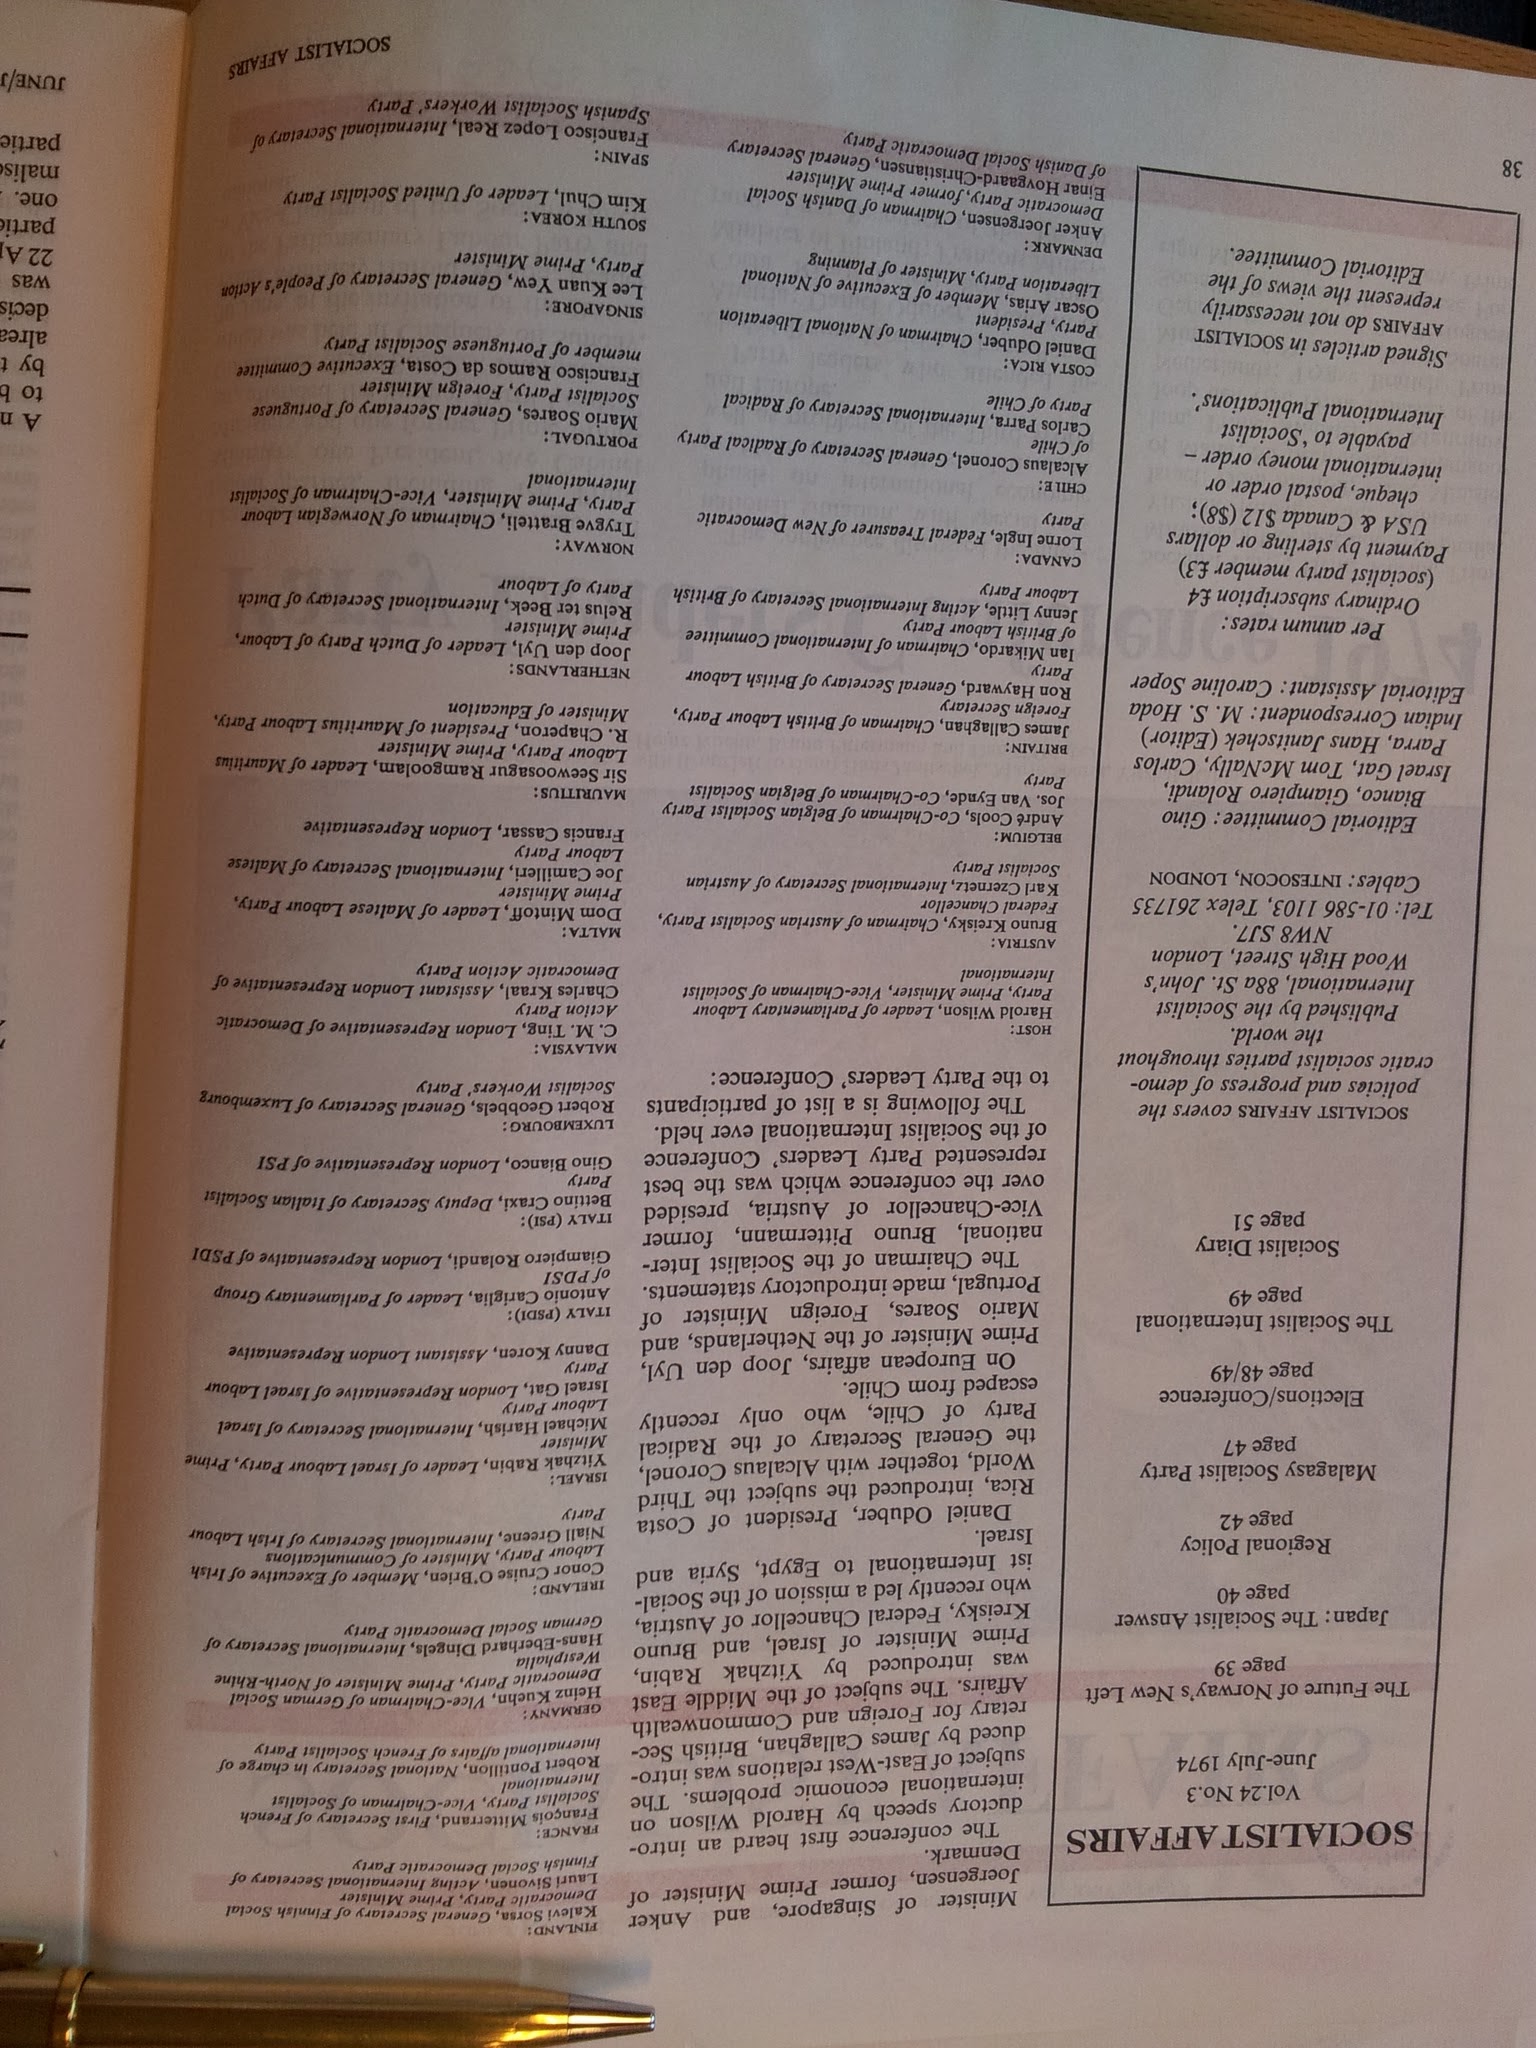 SOCIALIST AFFAIRS
Vol.24 No.3
June-July 1974
The Future of Norway's New Left
page 39
Japan: The Socialist Answer
page 40
Regional Policy
page 42
Malagasy Socialist Party
page 47
Elections/Conference
page 48/49
The Socialist International
page 49
Socialist Diary
page 51
SOCIALIST AFFAIRS covers the
policies and progress of demo-
cratic socialist parties throughout
the world.
Published by the Socialist
International, 88a St. John's
Wood High Street, London
NW8 SJ7.
Tel: 01-586 1103, Telex 261735
Cables: INTESOCON, LONDON
Editorial Committee: Gino
Bianco, Giampiero Rolandi,
Israel Gat, Tom McNally, Carlos
Parra, Hans Janitschek (Editor)
Indian Correspondent: M. S. Hoda
Editorial Assistant: Caroline Soper
Per annum rates:
Ordinary subscription £4
(socialist party member £3)
Payment by sterling or dollars
USA & Canada $12 ($8);
cheque, postal order or
international money order –
payable to 'Socialist
International Publications'.
Signed articles in SOCIALIST
AFFAIRS do not necessarily
represent the views of the
Editorial Committee.
38
Minister of Singapore, and Anker
Joergensen, former Prime Minister of
Denmark.
The conference first heard an intro-
ductory speech by Harold Wilson on
international economic problems. The
subject of East-West relations was intro-
duced by James Callaghan, British Sec-
retary for Foreign and Commonwealth
Affairs. The subject of the Middle East
was introduced by Yitzhak Rabin,
Prime Minister of Israel, and Bruno
Kreisky, Federal Chancellor of Austria,
who recently led a mission of the Social-
ist International to Egypt, Syria and
Israel.
Daniel Oduber, President of Costa
Rica, introduced the subject the Third
World, together with Alcalaus Coronel,
the General Secretary of the Radical
Party of Chile, who only recently
escaped from Chile.
On European affairs, Joop den Uyl,
Prime Minister of the Netherlands, and
Mario Soares, Foreign Minister of
Portugal, made introductory statements.
The Chairman of the Socialist Inter-
national, Bruno Pittermann, former
Vice-Chancellor of Austria, presided
over the conference which was the best
represented Party Leaders' Conference
of the Socialist International ever held.
The following is a list of participants
to the Party Leaders' Conference:
HOST:
Harold Wilson, Leader of Parliamentary Labour
Party, Prime Minister, Vice-Chairman of Socialist
International
AUSTRIA:
Bruno Kreisky, Chairman of Austrian Socialist Party,
Federal Chancellor
Karl Czernetz, International Secretary of Austrian
Socialist Party
BELGIUM:
André Cools, Co-Chairman of Belgian Socialist Party
Jos. Van Eynde, Co-Chairman of Belgian Socialist
Party
BRITAIN:
James Callaghan, Chairman of British Labour Party,
Foreign Secretary
Ron Hayward, General Secretary of British Labour
Party
Ian Mikardo, Chairman of International Committee
of British Labour Party
Jenny Little, Acting International Secretary of British
Labour Party
CANADA:
Lorne Ingle, Federal Treasurer of New Democratic
Party
CHILE:
Alcalaus Coronel, General Secretary of Radical Party
of Chile
Carlos Parra, International Secretary of Radical
Party of Chile
COSTA RICA:
Daniel Oduber, Chairman of National Liberation
Party, President
Oscar Arias, Member of Executive of National
Liberation Party, Minister of Planning
DENMARK:
Anker Joergensen, Chairman of Danish Social
Democratic Party, former Prime Minister
Einar Hovgaard-Christiansen, General Secretary
of Danish Social Democratic Party
FINLAND:
Kalevi Sorsa, General Secretary of Finnish Social
Democratic Party, Prime Minister
Lauri Sivonen, Acting International Secretary of
Finnish Social Democratic Party
FRANCE:
François Mitterrand, First Secretary of French
Socialist Party, Vice-Chairman of Socialist
International
Robert Pontillon, National Secretary in charge of
International affairs of French Socialist Party
GERMANY:
Heinz Kuehn, Vice-Chairman of German Social
Democratic Party, Prime Minister of North-Rhine
Westphalia
Hans-Eberhard Dingels, International Secretary of
German Social Democratic Party
IRELAND:
Conor Cruise O'Brien, Member of Executive of Irish
Labour Party, Minister of Communications
Niall Greene, International Secretary of Irish Labour
Party
ISRAEL:
Yitzhak Rabin, Leader of Israel Labour Party, Prime
Minister
Michael Harish, International Secretary of Israel
Labour Party
Israel Gat, London Representative of Israel Labour
Party
Danny Koren, Assistant London Representative
ITALY (PSDI):
Antonio Cariglia, Leader of Parliamentary Group
of PDSI
Giampiero Rolandi, London Representative of PSDI
ITALY (PSI):
Bettino Craxi, Deputy Secretary of Italian Socialist
Party
Gino Bianco, London Representative of PSI
LUXEMBOURG:
Robert Goebbels, General Secretary of Luxembourg
Socialist Workers' Party
MALAYSIA:
C. M. Ting, London Representative of Democratic
Action Party
Charles Kraal, Assistant London Representative of
Democratic Action Party
MALTA:
Dom Mintoff, Leader of Maltese Labour Party,
Prime Minister
Joe Camilleri, International Secretary of Maltese
Labour Party
Francis Cassar, London Representative
MAURITIUS:
Sir Seewoosagur Ramgoolam, Leader of Mauritius
Labour Party, Prime Minister
R. Chaperon, President of Mauritius Labour Party,
Minister of Education
NETHERLANDS:
Joop den Uyl, Leader of Dutch Party of Labour,
Prime Minister
Relus ter Beek, International Secretary of Dutch
Party of Labour
NORWAY:
Trygve Bratteli, Chairman of Norwegian Labour
Party, Prime Minister, Vice-Chairman of Socialist
International
PORTUGAL:
Mario Soares, General Secretary of Portuguese
Socialist Party, Foreign Minister
Francisco Ramos da Costa, Executive Committee
member of Portuguese Socialist Party
SINGAPORE:
Lee Kuan Yew, General Secretary of People's Action
Party, Prime Minister
SOUTH KOREA:
Kim Chul, Leader of United Socialist Party
SPAIN:
Francisco Lopez Real, International Secretary of
Spanish Socialist Workers' Party
SOCIALIST AFFAIRS
to b
by t
alrea
decis
was
22 Ap
partie
one.
malise
partie
JUNE/J